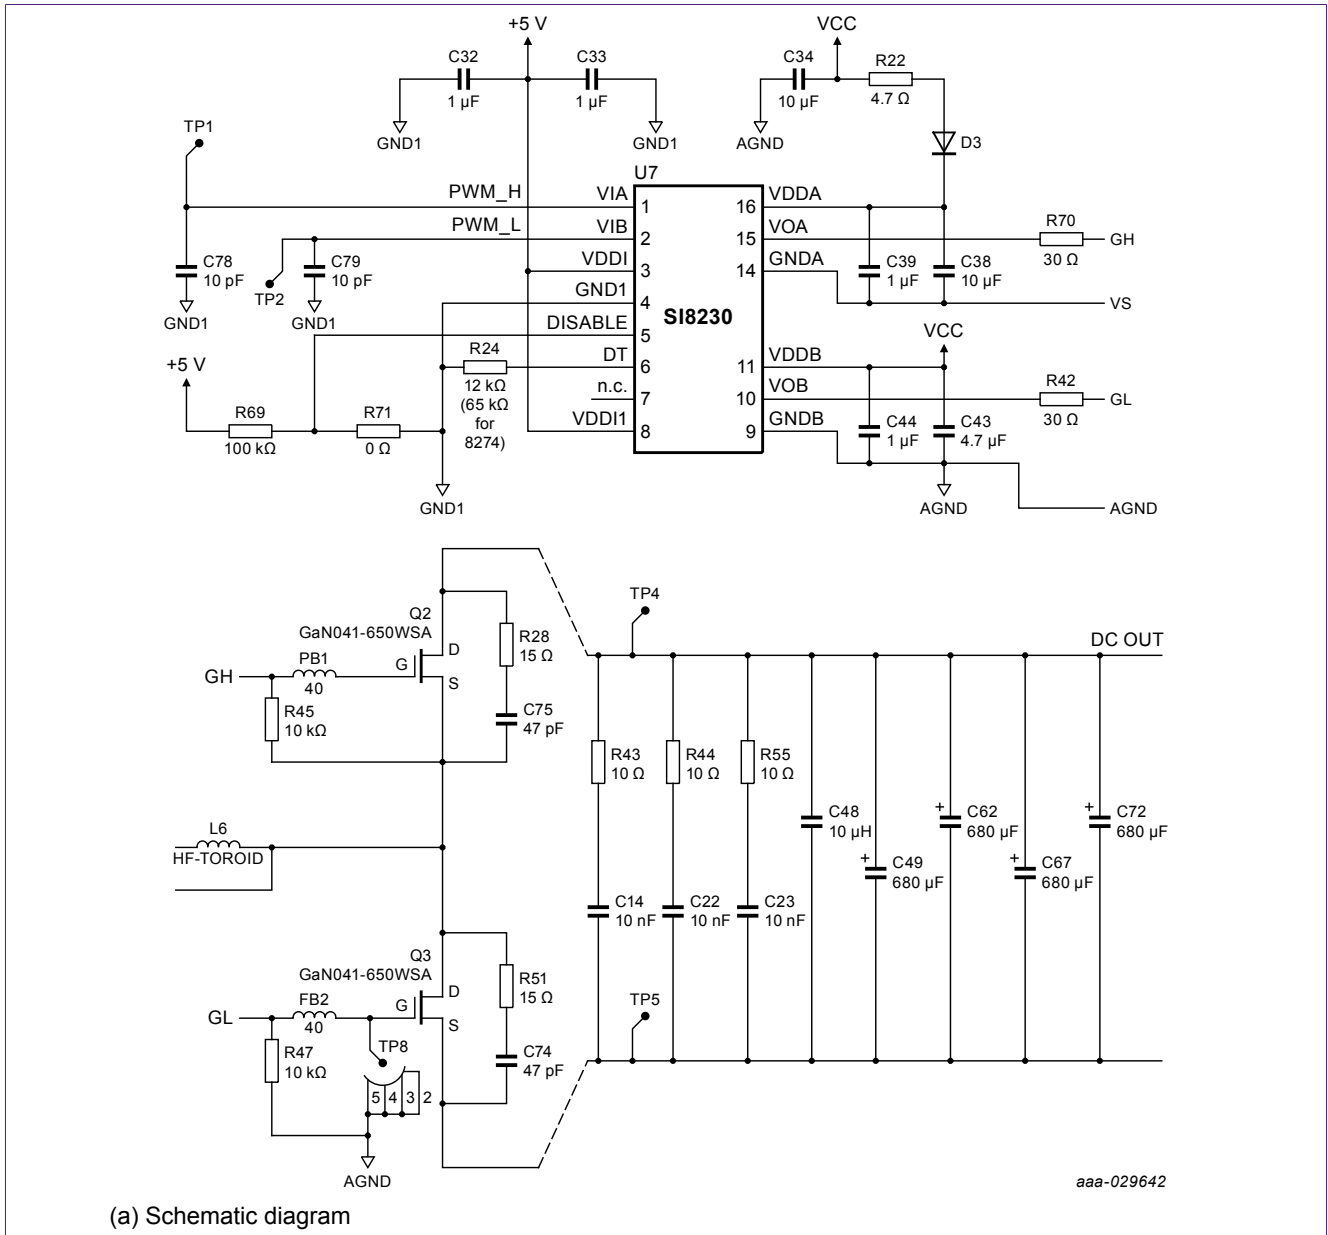 +5 V
VCC
C32
1 µF
C33
1 µF
C34
10 µF
R22
4.7 Ω
GND1
GND1
AGND
D3
TP1
U7
PWM_H
VIA
1
16
VDDA
PWM_L
VIB
2
15
VOA
R70
30 Ω
GH
VDDI
3
14
GNDA
C78
10 pF
TP2
C79
10 pF
C39
1 µF
C38
10 µF
GND1
GND1
GND1
4
SI8230
VS
DISABLE
5
VCC
+5 V
R24
12 kΩ
(65 kΩ
for
8274)
DT
6
11
VDDB
n.c.
7
10
VOB
R42
30 Ω
GL
R69
100 kΩ
R71
0 Ω
VDDI1
8
9
GNDB
C44
1 µF
C43
4.7 µF
GND1
AGND
AGND
Q2
GaN041-650WSA
TP4
DC OUT
R28
15 Ω
GH
PB1
40
G
D
S
R45
10 kΩ
C75
47 pF
R43
10 Ω
R44
10 Ω
R55
10 Ω
L6
HF-TOROID
C48
10 µH
+
C49
680 µF
+
C62
680 µF
+
C67
680 µF
+
C72
680 µF
C14
10 nF
C22
10 nF
C23
10 nF
Q3
GaN041-650WSA
R51
15 Ω
GL
FB2
40
G
D
S
TP5
R47
10 kΩ
TP8
5 4 3 2
C74
47 pF
AGND
aaa-029642
(a) Schematic diagram